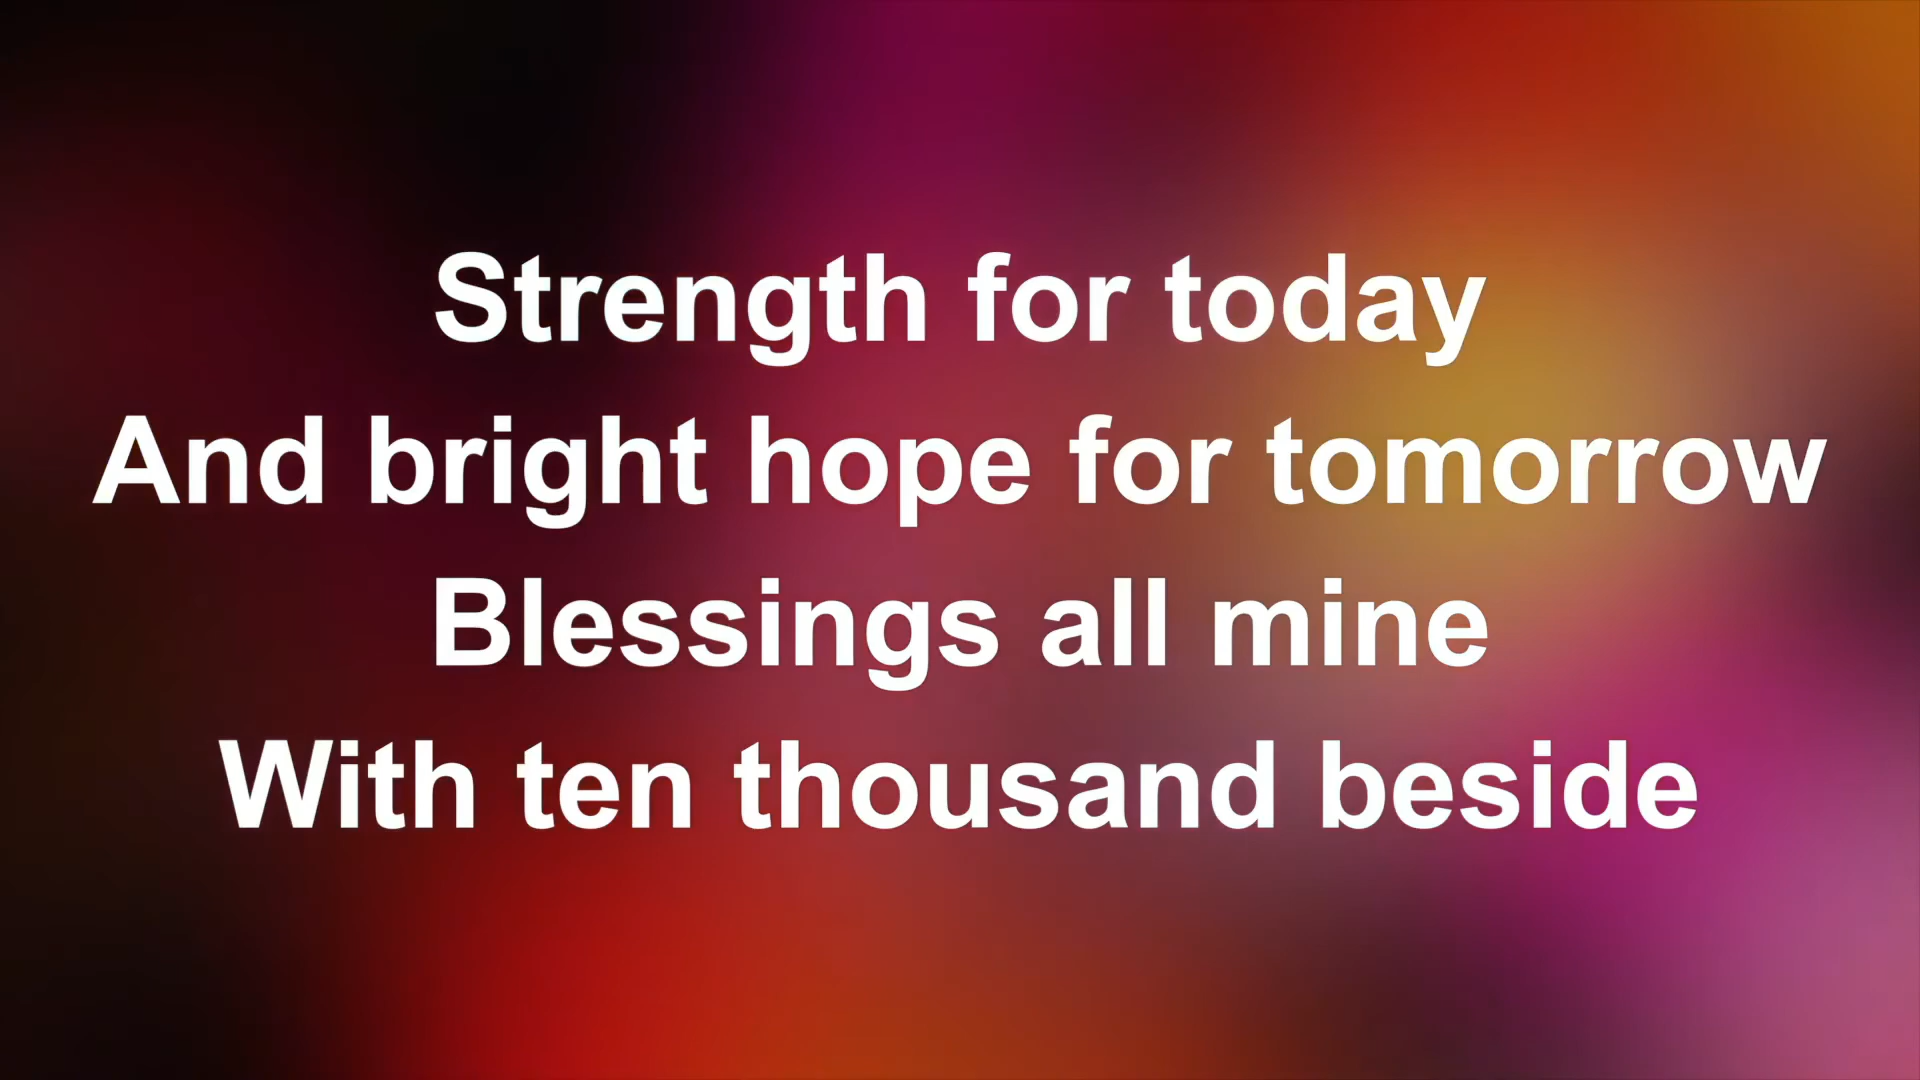 Strength for today
And bright hope for tomorrow
Blessings all mine
With ten thousand beside